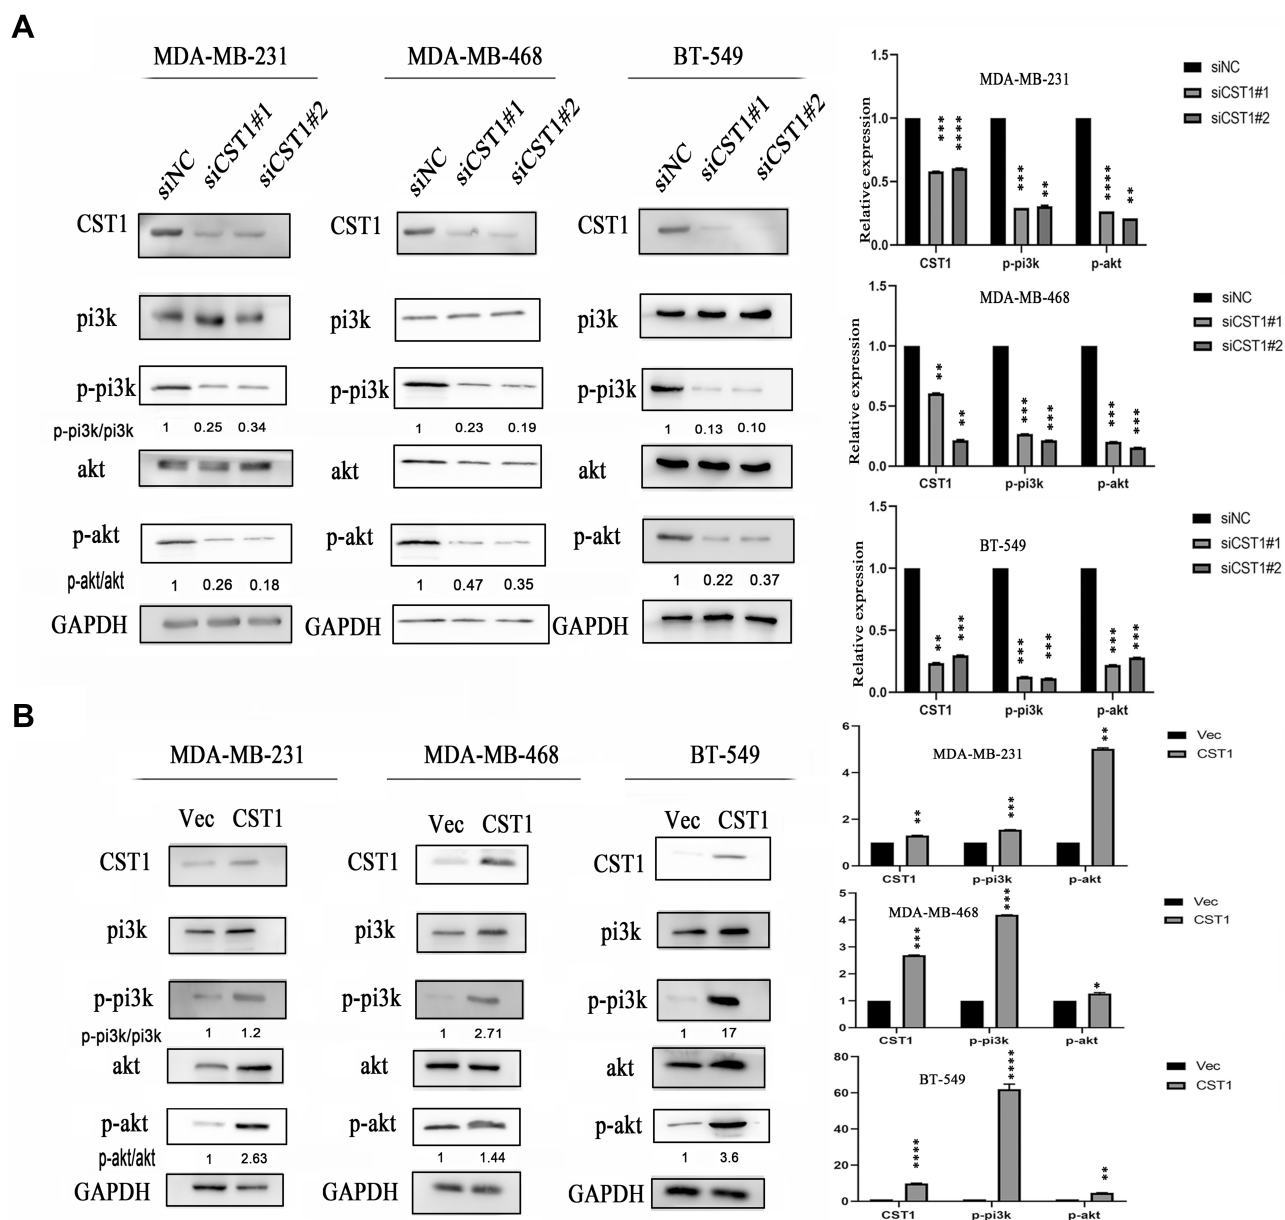 A
MDA-MB-231
MDA-MB-468
BT-549
siNC
siCST1#1
siCST1#2
siNC
siCST1#1
siCST1#2
siNC
siCST1#1
siCST1#2
CST1
CST1
CST1
pi3k
pi3k
pi3k
p-pi3k
p-pi3k
p-pi3k
p-pi3k/pi3k
1 0.25 0.34
1 0.23 0.19
1 0.13 0.10
akt
akt
akt
p-akt
p-akt
p-akt
p-akt/akt
1 0.26 0.18
1 0.47 0.35
1 0.22 0.37
GAPDH
GAPDH
GAPDH
MDA-MB-231
siNC
siCST1#1
siCST1#2
Relative expression
1.5
1.0
0.5
0.0
*** ****
*** **
**** **
CST1 p-pi3k p-akt
MDA-MB-468
siNC
siCST1#1
siCST1#2
Relative expression
1.5
1.0
0.5
0.0
** **
*** ***
*** ***
CST1 p-pi3k p-akt
BT-549
siNC
siCST1#1
siCST1#2
Relative expression
1.5
1.0
0.5
0.0
** ***
*** ***
*** ***
CST1 p-pi3k p-akt
B
MDA-MB-231
MDA-MB-468
BT-549
Vec CST1
Vec CST1
Vec CST1
CST1
CST1
CST1
pi3k
pi3k
pi3k
p-pi3k
p-pi3k
p-pi3k
p-pi3k/pi3k
1 1.2
1 2.71
1 17
akt
akt
akt
p-akt
p-akt
p-akt
p-akt/akt
1 2.63
1 1.44
1 3.6
GAPDH
GAPDH
GAPDH
MDA-MB-231
Vec
CST1
6
4
2
0
**
***
**
CST1 p-pi3k p-akt
MDA-MB-468
Vec
CST1
5
4
3
2
1
0
***
***
*
CST1 p-pi3k p-akt
BT-549
Vec
CST1
80
60
40
20
0
****
****
**
CST1 p-pi3k p-akt